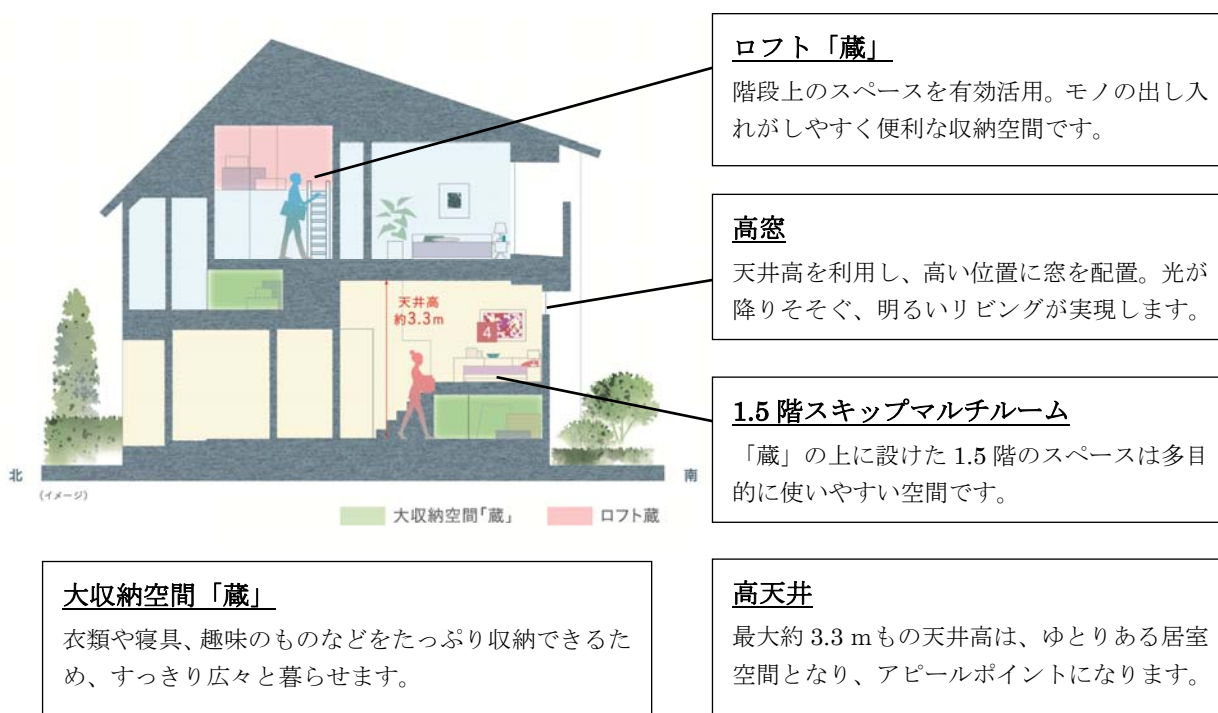 ロフト「蔵」
階段上のスペースを有効活用。モノの出し入
れがしやすく便利な収納空間です。
高窓
天井高を利用し、高い位置に窓を配置。光が
降りそそぐ、明るいリビングが実現します。
天井高
約3.3m
4
1.5 階スキップマルチルーム
「蔵」の上に設けた 1.5 階のスペースは多目
的に使いやすい空間です。
北
南
(イメージ)
大収納空間「蔵」
ロフト蔵
大収納空間「蔵」
衣類や寝具、趣味のものなどをたっぷり収納できるた
め、すっきり広々と暮らせます。
高天井
最大約 3.3 mもの天井高は、ゆとりある居室
空間となり、アピールポイントになります。